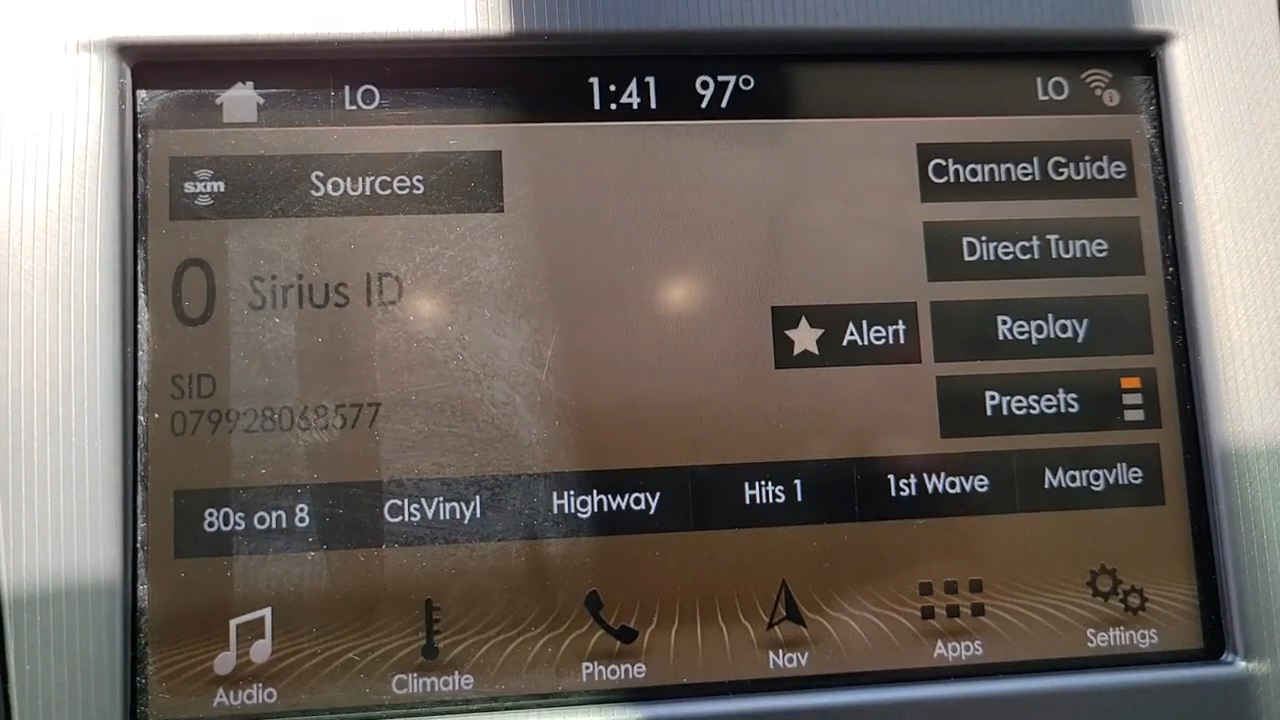 LO 1:41 97° LO
sxm Sources
Channel Guide
Direct Tune
0 Sirius ID
Alert
Replay
SID
079928068577
Presets
80s on 8 ClsVinyl Highway Hits 1 1st Wave Margvlle
Audio Climate Phone Nav Apps Settings